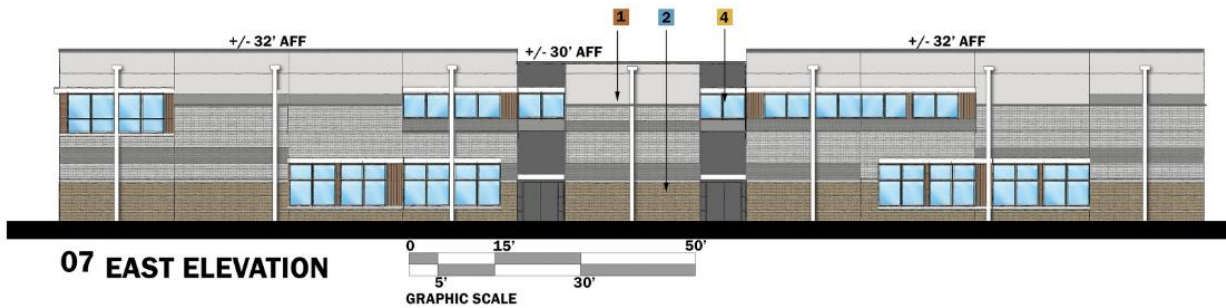 1 2 4
+/- 32' AFF +/- 30' AFF +/- 32' AFF
07 EAST ELEVATION
0 15' 50'
5' 30'
GRAPHIC SCALE